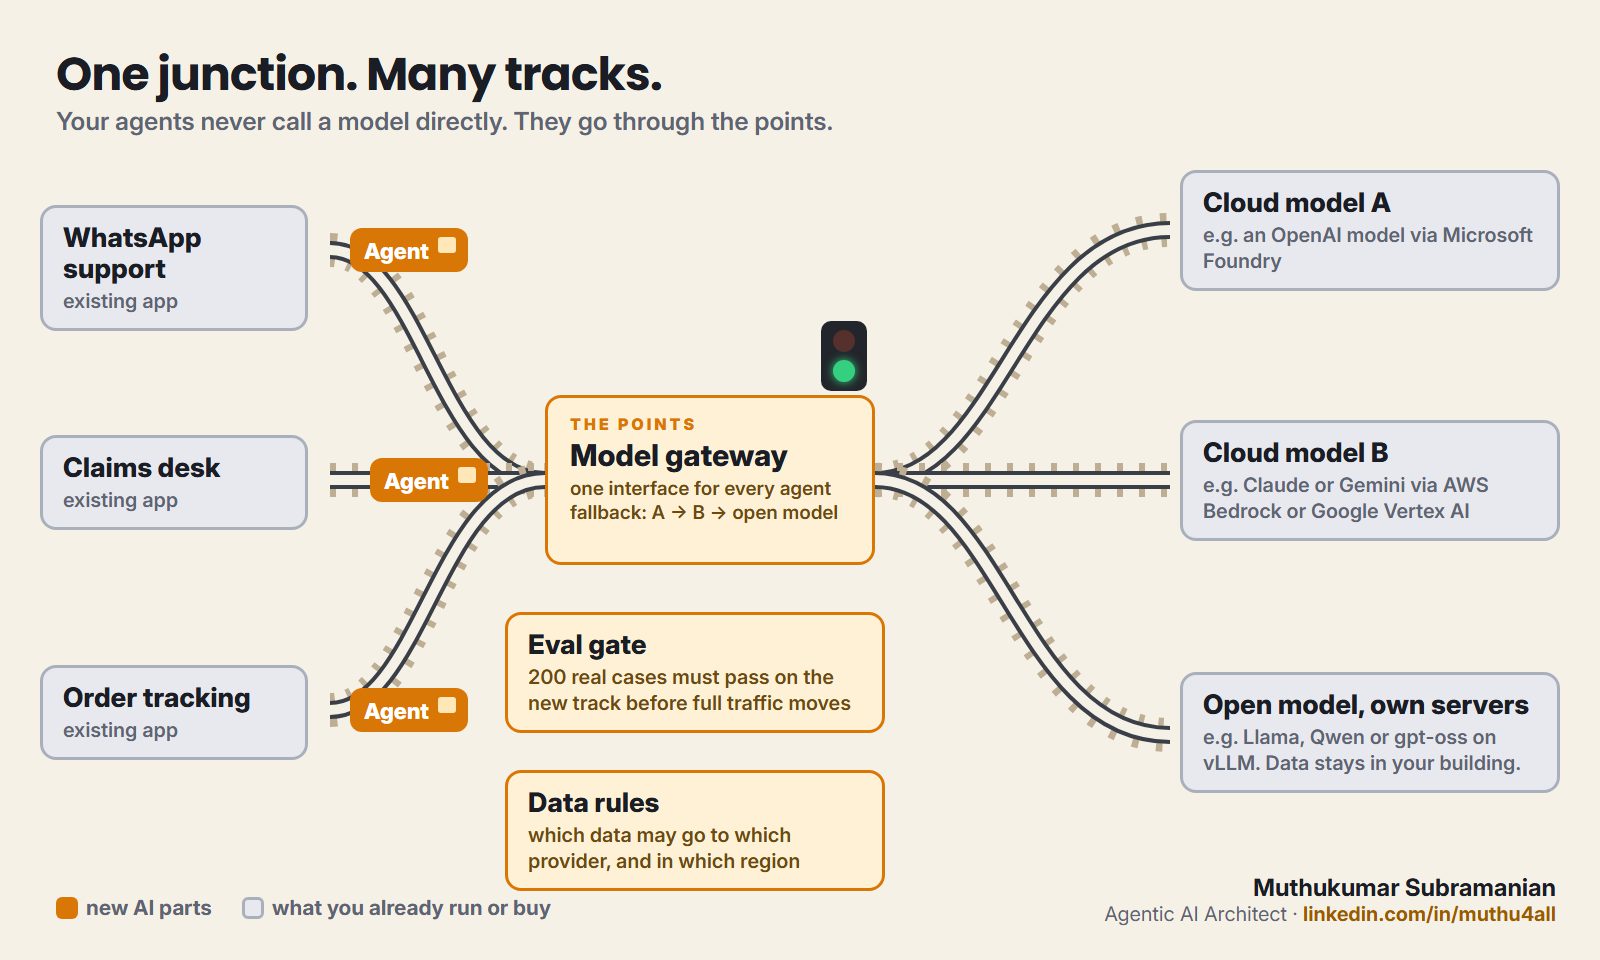 One junction. Many tracks.
Your agents never call a model directly. They go through the points.
WhatsApp
support
existing app
Agent
Claims desk
existing app
Agent
Order tracking
existing app
Agent
THE POINTS
Model gateway
one interface for every agent
fallback: A → B → open model
Eval gate
200 real cases must pass on the
new track before full traffic moves
Data rules
which data may go to which
provider, and in which region
Cloud model A
e.g. an OpenAI model via Microsoft
Foundry
Cloud model B
e.g. Claude or Gemini via AWS
Bedrock or Google Vertex AI
Open model, own servers
e.g. Llama, Qwen or gpt-oss on
vLLM. Data stays in your building.
new AI parts
what you already run or buy
Muthukumar Subramanian
Agentic AI Architect · linkedin.com/in/muthu4all